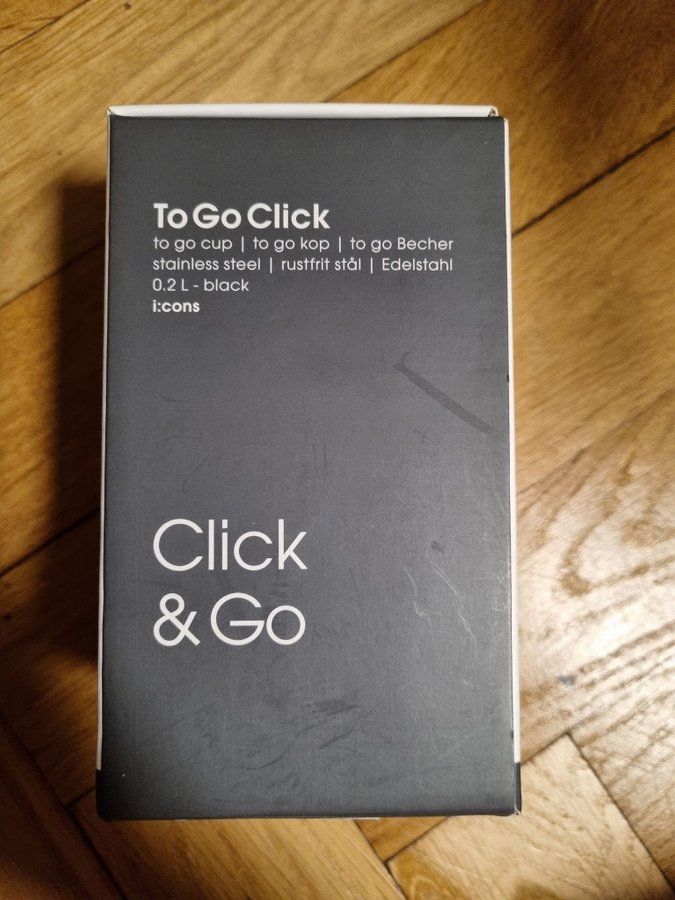 To Go Click
to go cup | to go kop | to go Becher
stainless steel | rustfrit stål | Edelstahl
0.2 L - black
i:cons
Click
& Go